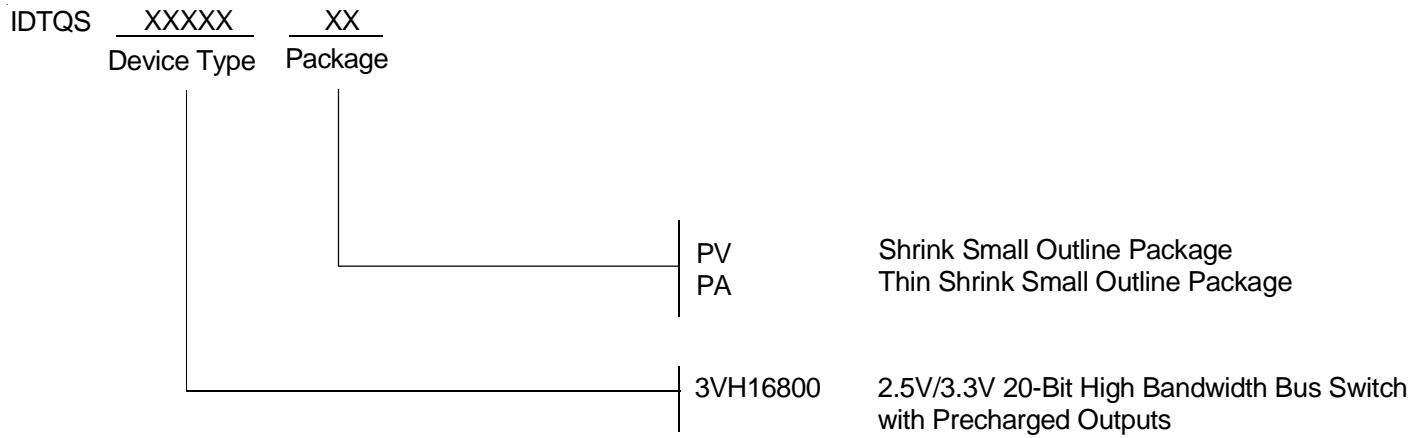 IDTQS XXXXX XX
Device Type Package
PV Shrink Small Outline Package
PA Thin Shrink Small Outline Package
3VH16800 2.5V/3.3V 20-Bit High Bandwidth Bus Switch
with Precharged Outputs